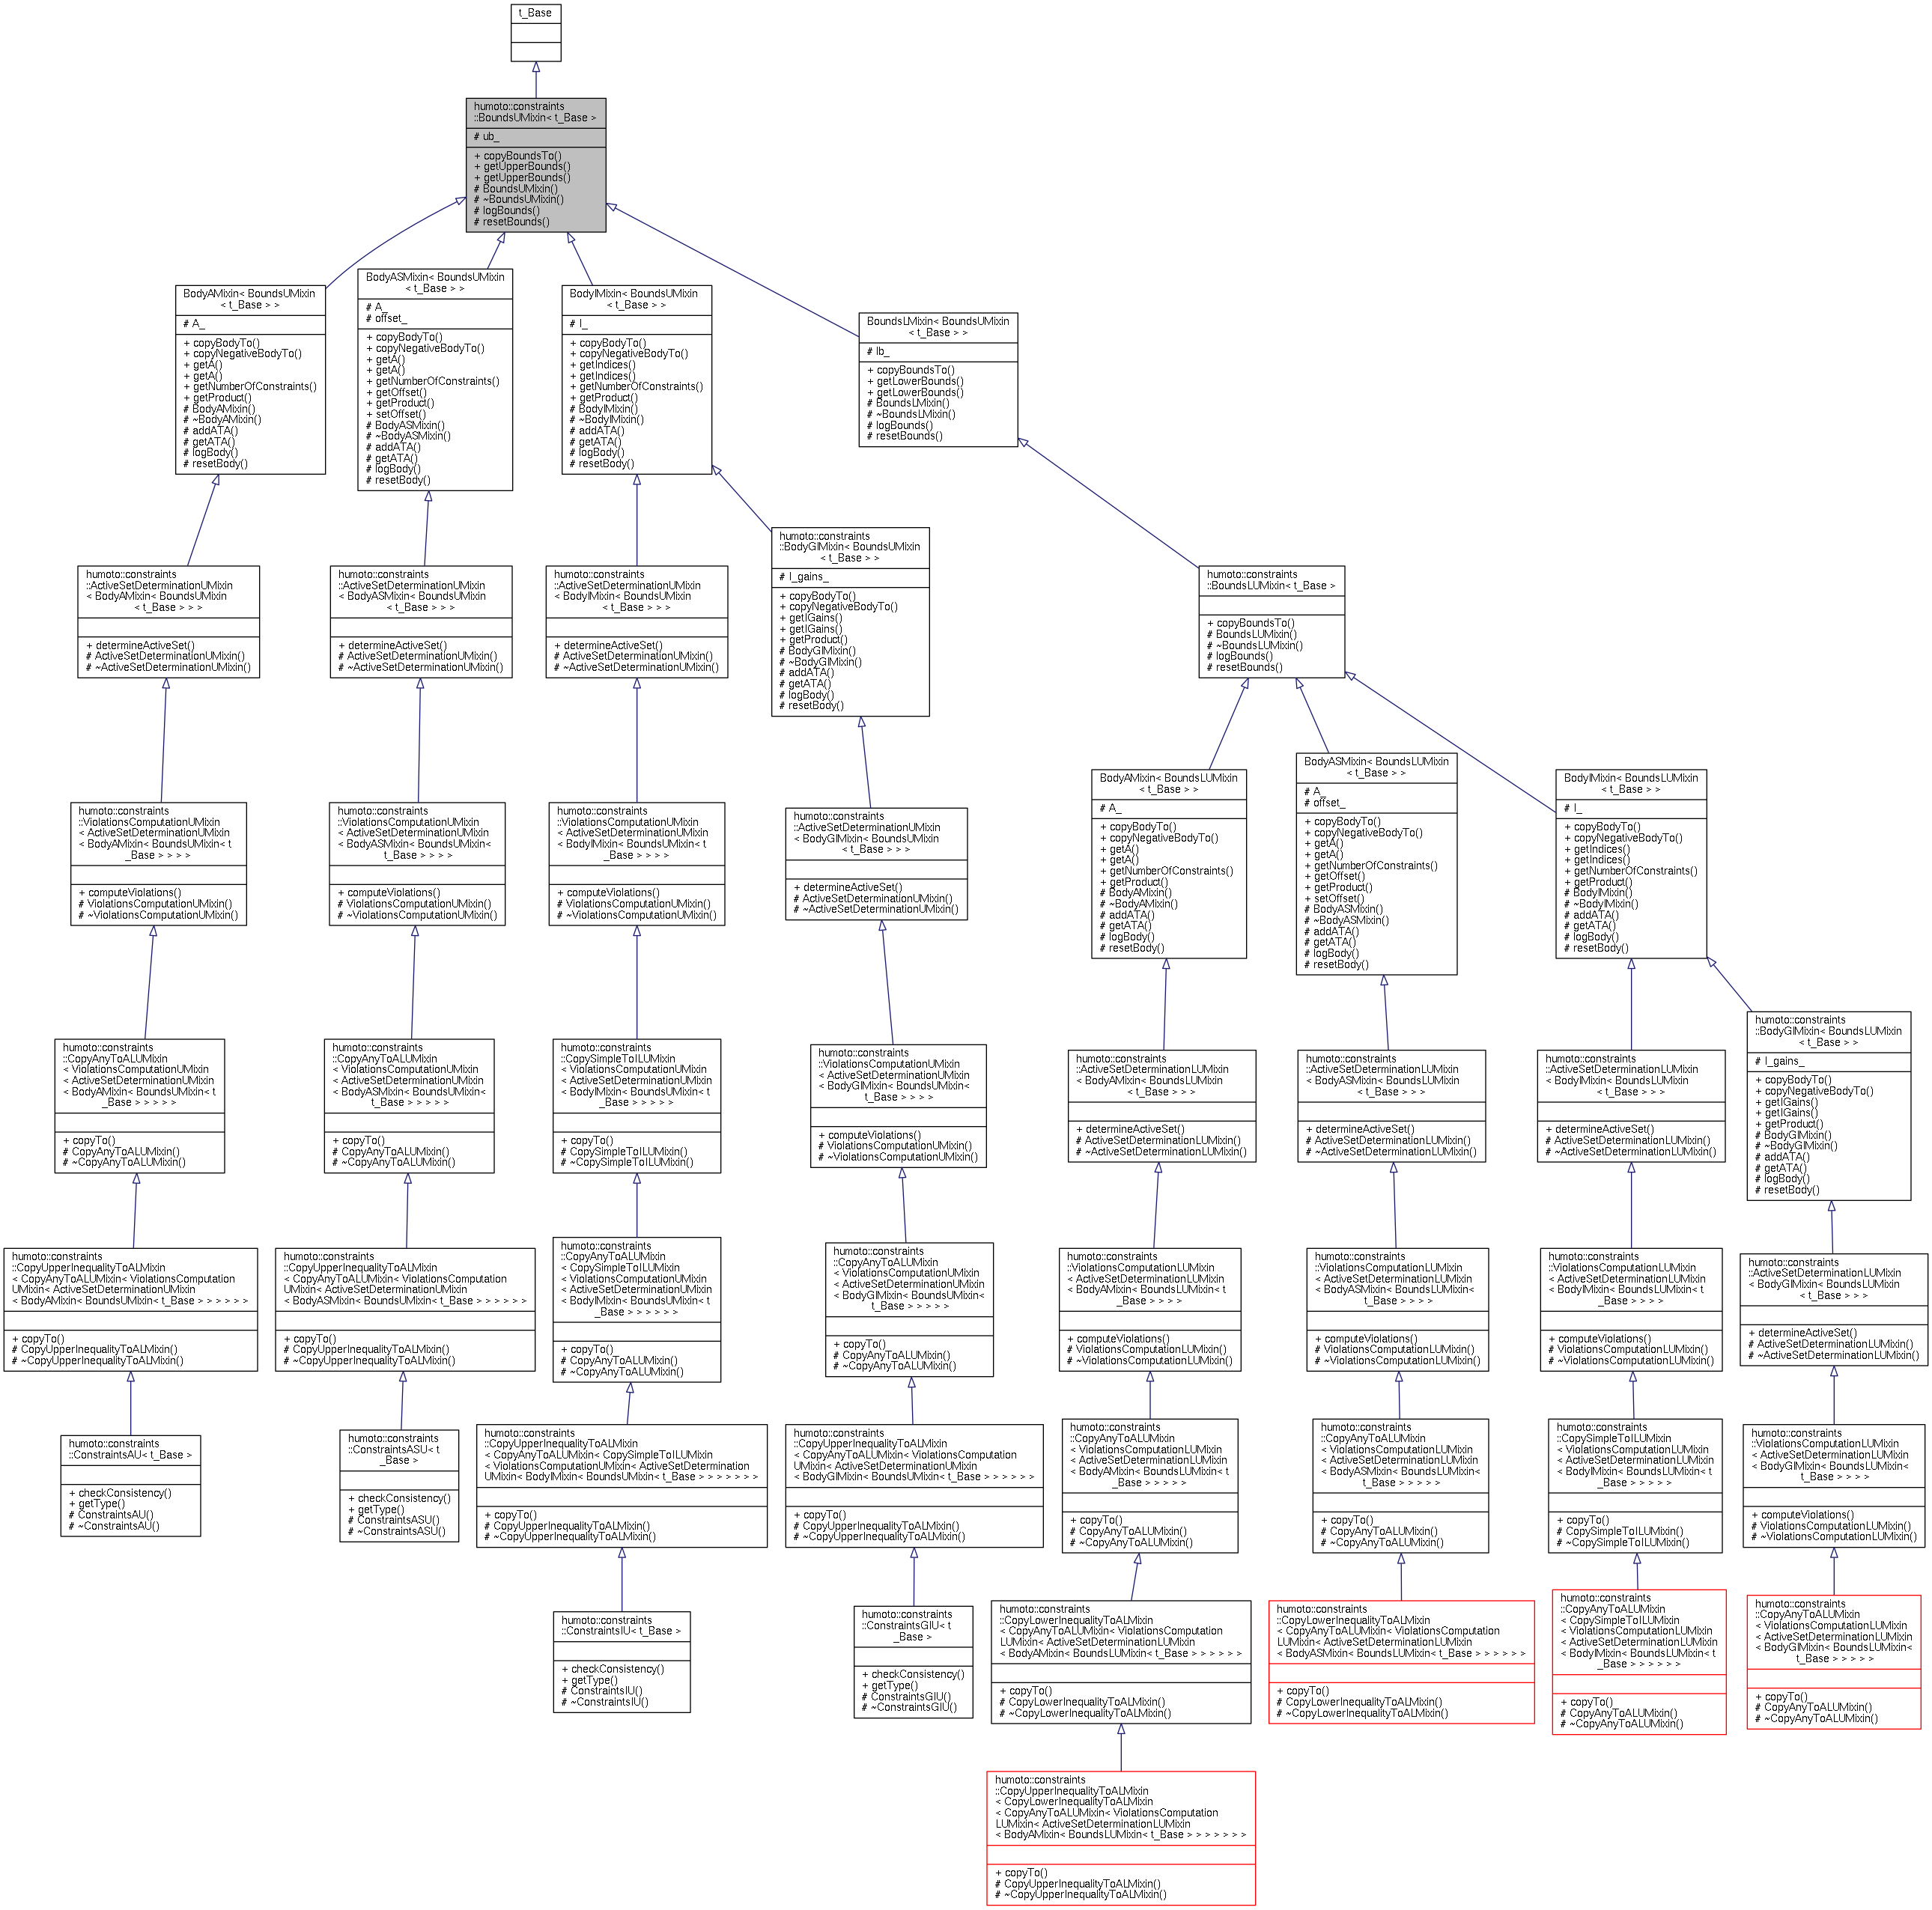 t_Base
humoto::constraints
::BoundsUMixin< t_Base >
# ub_
+ copyBoundsTo()
+ getUpperBounds()
+ getUpperBounds()
# BoundsUMixin()
# ~BoundsUMixin()
# logBounds()
# resetBounds()
BodyAMixin< BoundsUMixin
< t_Base > >
# A_
+ copyBodyTo()
+ copyNegativeBodyTo()
+ getA()
+ getA()
+ getNumberOfConstraints()
+ getProduct()
# BodyAMixin()
# ~BodyAMixin()
# addATA()
# getATA()
# logBody()
# resetBody()
BodyASMixin< BoundsUMixin
< t_Base > >
# A_
# offset_
+ copyBodyTo()
+ copyNegativeBodyTo()
+ getA()
+ getA()
+ getNumberOfConstraints()
+ getOffset()
+ getProduct()
+ setOffset()
# BodyASMixin()
# ~BodyASMixin()
# addATA()
# getATA()
# logBody()
# resetBody()
BodyIMixin< BoundsUMixin
< t_Base > >
# I_
+ copyBodyTo()
+ copyNegativeBodyTo()
+ getIndices()
+ getIndices()
+ getNumberOfConstraints()
+ getProduct()
# BodyIMixin()
# ~BodyIMixin()
# addATA()
# getATA()
# logBody()
# resetBody()
BoundsLMixin< BoundsUMixin
< t_Base > >
# lb_
+ copyBoundsTo()
+ getLowerBounds()
+ getLowerBounds()
# BoundsLMixin()
# ~BoundsLMixin()
# logBounds()
# resetBounds()
humoto::constraints
::ActiveSetDeterminationUMixin
< BodyAMixin< BoundsUMixin
< t_Base > > >
+ determineActiveSet()
# ActiveSetDeterminationUMixin()
# ~ActiveSetDeterminationUMixin()
humoto::constraints
::ActiveSetDeterminationUMixin
< BodyASMixin< BoundsUMixin
< t_Base > > >
+ determineActiveSet()
# ActiveSetDeterminationUMixin()
# ~ActiveSetDeterminationUMixin()
humoto::constraints
::ActiveSetDeterminationUMixin
< BodyIMixin< BoundsUMixin
< t_Base > > >
+ determineActiveSet()
# ActiveSetDeterminationUMixin()
# ~ActiveSetDeterminationUMixin()
humoto::constraints
::BodyGIMixin< BoundsUMixin
< t_Base > >
# I_gains_
+ copyBodyTo()
+ copyNegativeBodyTo()
+ getIGains()
+ getIGains()
+ getProduct()
# BodyGIMixin()
# ~BodyGIMixin()
# addATA()
# getATA()
# logBody()
# resetBody()
humoto::constraints
::BoundsLUMixin< t_Base >
+ copyBoundsTo()
# BoundsLUMixin()
# ~BoundsLUMixin()
# logBounds()
# resetBounds()
humoto::constraints
::ViolationsComputationUMixin
< ActiveSetDeterminationUMixin
< BodyAMixin< BoundsUMixin< t
_Base > > > >
+ computeViolations()
# ViolationsComputationUMixin()
# ~ViolationsComputationUMixin()
humoto::constraints
::ViolationsComputationUMixin
< ActiveSetDeterminationUMixin
< BodyASMixin< BoundsUMixin<
t_Base > > > >
+ computeViolations()
# ViolationsComputationUMixin()
# ~ViolationsComputationUMixin()
humoto::constraints
::ViolationsComputationUMixin
< ActiveSetDeterminationUMixin
< BodyIMixin< BoundsUMixin< t
_Base > > > >
+ computeViolations()
# ViolationsComputationUMixin()
# ~ViolationsComputationUMixin()
humoto::constraints
::ActiveSetDeterminationUMixin
< BodyGIMixin< BoundsUMixin
< t_Base > > >
+ determineActiveSet()
# ActiveSetDeterminationUMixin()
# ~ActiveSetDeterminationUMixin()
BodyAMixin< BoundsLUMixin
< t_Base > >
# A_
+ copyBodyTo()
+ copyNegativeBodyTo()
+ getA()
+ getA()
+ getNumberOfConstraints()
+ getProduct()
# BodyAMixin()
# ~BodyAMixin()
# addATA()
# getATA()
# logBody()
# resetBody()
BodyASMixin< BoundsLUMixin
< t_Base > >
# A_
# offset_
+ copyBodyTo()
+ copyNegativeBodyTo()
+ getA()
+ getA()
+ getNumberOfConstraints()
+ getOffset()
+ getProduct()
+ setOffset()
# BodyASMixin()
# ~BodyASMixin()
# addATA()
# getATA()
# logBody()
# resetBody()
BodyIMixin< BoundsLUMixin
< t_Base > >
# I_
+ copyBodyTo()
+ copyNegativeBodyTo()
+ getIndices()
+ getIndices()
+ getNumberOfConstraints()
+ getProduct()
# BodyIMixin()
# ~BodyIMixin()
# addATA()
# getATA()
# logBody()
# resetBody()
humoto::constraints
::CopyAnyToALUMixin
< ViolationsComputationUMixin
< ActiveSetDeterminationUMixin
< BodyAMixin< BoundsUMixin< t
_Base > > > > >
+ copyTo()
# CopyAnyToALUMixin()
# ~CopyAnyToALUMixin()
humoto::constraints
::CopyAnyToALUMixin
< ViolationsComputationUMixin
< ActiveSetDeterminationUMixin
< BodyASMixin< BoundsUMixin<
t_Base > > > > >
+ copyTo()
# CopyAnyToALUMixin()
# ~CopyAnyToALUMixin()
humoto::constraints
::CopySimpleToILUMixin
< ViolationsComputationUMixin
< ActiveSetDeterminationUMixin
< BodyIMixin< BoundsUMixin< t
_Base > > > > >
+ copyTo()
# CopySimpleToILUMixin()
# ~CopySimpleToILUMixin()
humoto::constraints
::ViolationsComputationUMixin
< ActiveSetDeterminationUMixin
< BodyGIMixin< BoundsUMixin<
t_Base > > > >
+ computeViolations()
# ViolationsComputationUMixin()
# ~ViolationsComputationUMixin()
humoto::constraints
::ActiveSetDeterminationLUMixin
< BodyAMixin< BoundsLUMixin
< t_Base > > >
+ determineActiveSet()
# ActiveSetDeterminationLUMixin()
# ~ActiveSetDeterminationLUMixin()
humoto::constraints
::ActiveSetDeterminationLUMixin
< BodyASMixin< BoundsLUMixin
< t_Base > > >
+ determineActiveSet()
# ActiveSetDeterminationLUMixin()
# ~ActiveSetDeterminationLUMixin()
humoto::constraints
::ActiveSetDeterminationLUMixin
< BodyIMixin< BoundsLUMixin
< t_Base > > >
+ determineActiveSet()
# ActiveSetDeterminationLUMixin()
# ~ActiveSetDeterminationLUMixin()
humoto::constraints
::BodyGIMixin< BoundsLUMixin
< t_Base > >
# I_gains_
+ copyBodyTo()
+ copyNegativeBodyTo()
+ getIGains()
+ getIGains()
+ getProduct()
# BodyGIMixin()
# ~BodyGIMixin()
# addATA()
# getATA()
# logBody()
# resetBody()
humoto::constraints
::CopyUpperInequalityToALMixin
< CopyAnyToALUMixin< ViolationsComputation
UMixin< ActiveSetDeterminationUMixin
< BodyAMixin< BoundsUMixin< t_Base > > > > > >
+ copyTo()
# CopyUpperInequalityToALMixin()
# ~CopyUpperInequalityToALMixin()
humoto::constraints
::CopyUpperInequalityToALMixin
< CopyAnyToALUMixin< ViolationsComputation
UMixin< ActiveSetDeterminationUMixin
< BodyASMixin< BoundsUMixin< t_Base > > > > > >
+ copyTo()
# CopyUpperInequalityToALMixin()
# ~CopyUpperInequalityToALMixin()
humoto::constraints
::CopyAnyToALUMixin
< CopySimpleToILUMixin
< ViolationsComputationUMixin
< ActiveSetDeterminationUMixin
< BodyIMixin< BoundsUMixin< t
_Base > > > > > >
+ copyTo()
# CopyAnyToALUMixin()
# ~CopyAnyToALUMixin()
humoto::constraints
::CopyAnyToALUMixin
< ViolationsComputationUMixin
< ActiveSetDeterminationUMixin
< BodyGIMixin< BoundsUMixin<
t_Base > > > > >
+ copyTo()
# CopyAnyToALUMixin()
# ~CopyAnyToALUMixin()
humoto::constraints
::ViolationsComputationLUMixin
< ActiveSetDeterminationLUMixin
< BodyAMixin< BoundsLUMixin< t
_Base > > > >
+ computeViolations()
# ViolationsComputationLUMixin()
# ~ViolationsComputationLUMixin()
humoto::constraints
::ViolationsComputationLUMixin
< ActiveSetDeterminationLUMixin
< BodyASMixin< BoundsLUMixin<
t_Base > > > >
+ computeViolations()
# ViolationsComputationLUMixin()
# ~ViolationsComputationLUMixin()
humoto::constraints
::ViolationsComputationLUMixin
< ActiveSetDeterminationLUMixin
< BodyIMixin< BoundsLUMixin< t
_Base > > > >
+ computeViolations()
# ViolationsComputationLUMixin()
# ~ViolationsComputationLUMixin()
humoto::constraints
::ActiveSetDeterminationLUMixin
< BodyGIMixin< BoundsLUMixin
< t_Base > > >
+ determineActiveSet()
# ActiveSetDeterminationLUMixin()
# ~ActiveSetDeterminationLUMixin()
humoto::constraints
::ConstraintsAU< t_Base >
+ checkConsistency()
+ getType()
# ConstraintsAU()
# ~ConstraintsAU()
humoto::constraints
::ConstraintsASU< t
_Base >
+ checkConsistency()
+ getType()
# ConstraintsASU()
# ~ConstraintsASU()
humoto::constraints
::CopyUpperInequalityToALMixin
< CopyAnyToALUMixin< CopySimpleToILUMixin
< ViolationsComputationUMixin< ActiveSetDetermination
UMixin< BodyIMixin< BoundsUMixin< t_Base > > > > > > >
+ copyTo()
# CopyUpperInequalityToALMixin()
# ~CopyUpperInequalityToALMixin()
humoto::constraints
::CopyUpperInequalityToALMixin
< CopyAnyToALUMixin< ViolationsComputation
UMixin< ActiveSetDeterminationUMixin
< BodyGIMixin< BoundsUMixin< t_Base > > > > > >
+ copyTo()
# CopyUpperInequalityToALMixin()
# ~CopyUpperInequalityToALMixin()
humoto::constraints
::CopyAnyToALUMixin
< ViolationsComputationLUMixin
< ActiveSetDeterminationLUMixin
< BodyAMixin< BoundsLUMixin< t
_Base > > > > >
+ copyTo()
# CopyAnyToALUMixin()
# ~CopyAnyToALUMixin()
humoto::constraints
::CopyAnyToALUMixin
< ViolationsComputationLUMixin
< ActiveSetDeterminationLUMixin
< BodyASMixin< BoundsLUMixin<
t_Base > > > > >
+ copyTo()
# CopyAnyToALUMixin()
# ~CopyAnyToALUMixin()
humoto::constraints
::CopySimpleToILUMixin
< ViolationsComputationLUMixin
< ActiveSetDeterminationLUMixin
< BodyIMixin< BoundsLUMixin< t
_Base > > > > >
+ copyTo()
# CopySimpleToILUMixin()
# ~CopySimpleToILUMixin()
humoto::constraints
::ViolationsComputationLUMixin
< ActiveSetDeterminationLUMixin
< BodyGIMixin< BoundsLUMixin<
t_Base > > > >
+ computeViolations()
# ViolationsComputationLUMixin()
# ~ViolationsComputationLUMixin()
humoto::constraints
::ConstraintsIU< t_Base >
+ checkConsistency()
+ getType()
# ConstraintsIU()
# ~ConstraintsIU()
humoto::constraints
::ConstraintsGIU< t
_Base >
+ checkConsistency()
+ getType()
# ConstraintsGIU()
# ~ConstraintsGIU()
humoto::constraints
::CopyLowerInequalityToALMixin
< CopyAnyToALUMixin< ViolationsComputation
LUMixin< ActiveSetDeterminationLUMixin
< BodyAMixin< BoundsLUMixin< t_Base > > > > > >
+ copyTo()
# CopyLowerInequalityToALMixin()
# ~CopyLowerInequalityToALMixin()
humoto::constraints
::CopyLowerInequalityToALMixin
< CopyAnyToALUMixin< ViolationsComputation
LUMixin< ActiveSetDeterminationLUMixin
< BodyASMixin< BoundsLUMixin< t_Base > > > > > >
+ copyTo()
# CopyLowerInequalityToALMixin()
# ~CopyLowerInequalityToALMixin()
humoto::constraints
::CopyAnyToALUMixin
< CopySimpleToILUMixin
< ViolationsComputationLUMixin
< ActiveSetDeterminationLUMixin
< BodyIMixin< BoundsLUMixin< t
_Base > > > > > >
+ copyTo()
# CopyAnyToALUMixin()
# ~CopyAnyToALUMixin()
humoto::constraints
::CopyAnyToALUMixin
< ViolationsComputationLUMixin
< ActiveSetDeterminationLUMixin
< BodyGIMixin< BoundsLUMixin<
t_Base > > > > >
+ copyTo()
# CopyAnyToALUMixin()
# ~CopyAnyToALUMixin()
humoto::constraints
::CopyUpperInequalityToALMixin
< CopyLowerInequalityToALMixin
< CopyAnyToALUMixin< ViolationsComputation
LUMixin< ActiveSetDeterminationLUMixin
< BodyAMixin< BoundsLUMixin< t_Base > > > > > > >
+ copyTo()
# CopyUpperInequalityToALMixin()
# ~CopyUpperInequalityToALMixin()